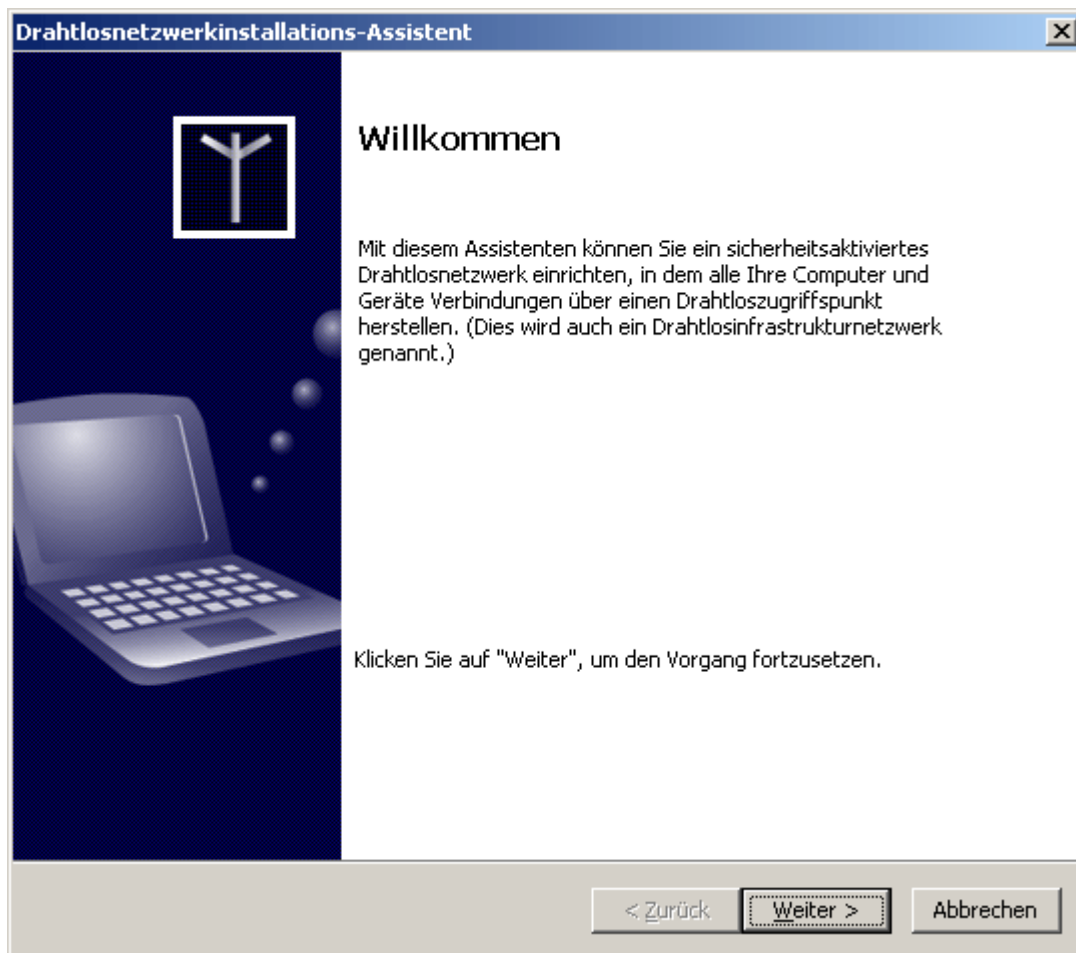 Drahtlosnetzwerkinstallations-Assistent
Willkommen
Mit diesem Assistenten können Sie ein sicherheitsaktiviertes
Drahtlosnetzwerk einrichten, in dem alle Ihre Computer und
Geräte Verbindungen über einen Drahtloszugriffspunkt
herstellen. (Dies wird auch ein Drahtlosinfrastrukturnetzwerk
genannt.)
Klicken Sie auf "Weiter", um den Vorgang fortzusetzen.
< Zurück Weiter > Abbrechen